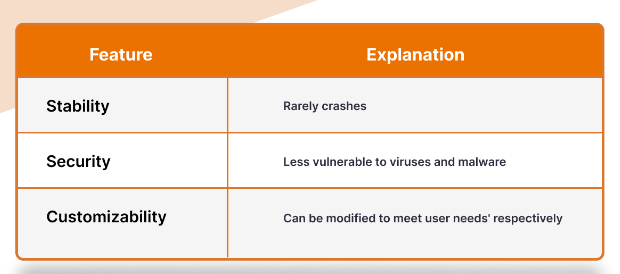 Feature Explanation
Stability Rarely crashes
Security Less vulnerable to viruses and malware
Customizability Can be modified to meet user needs' respectively